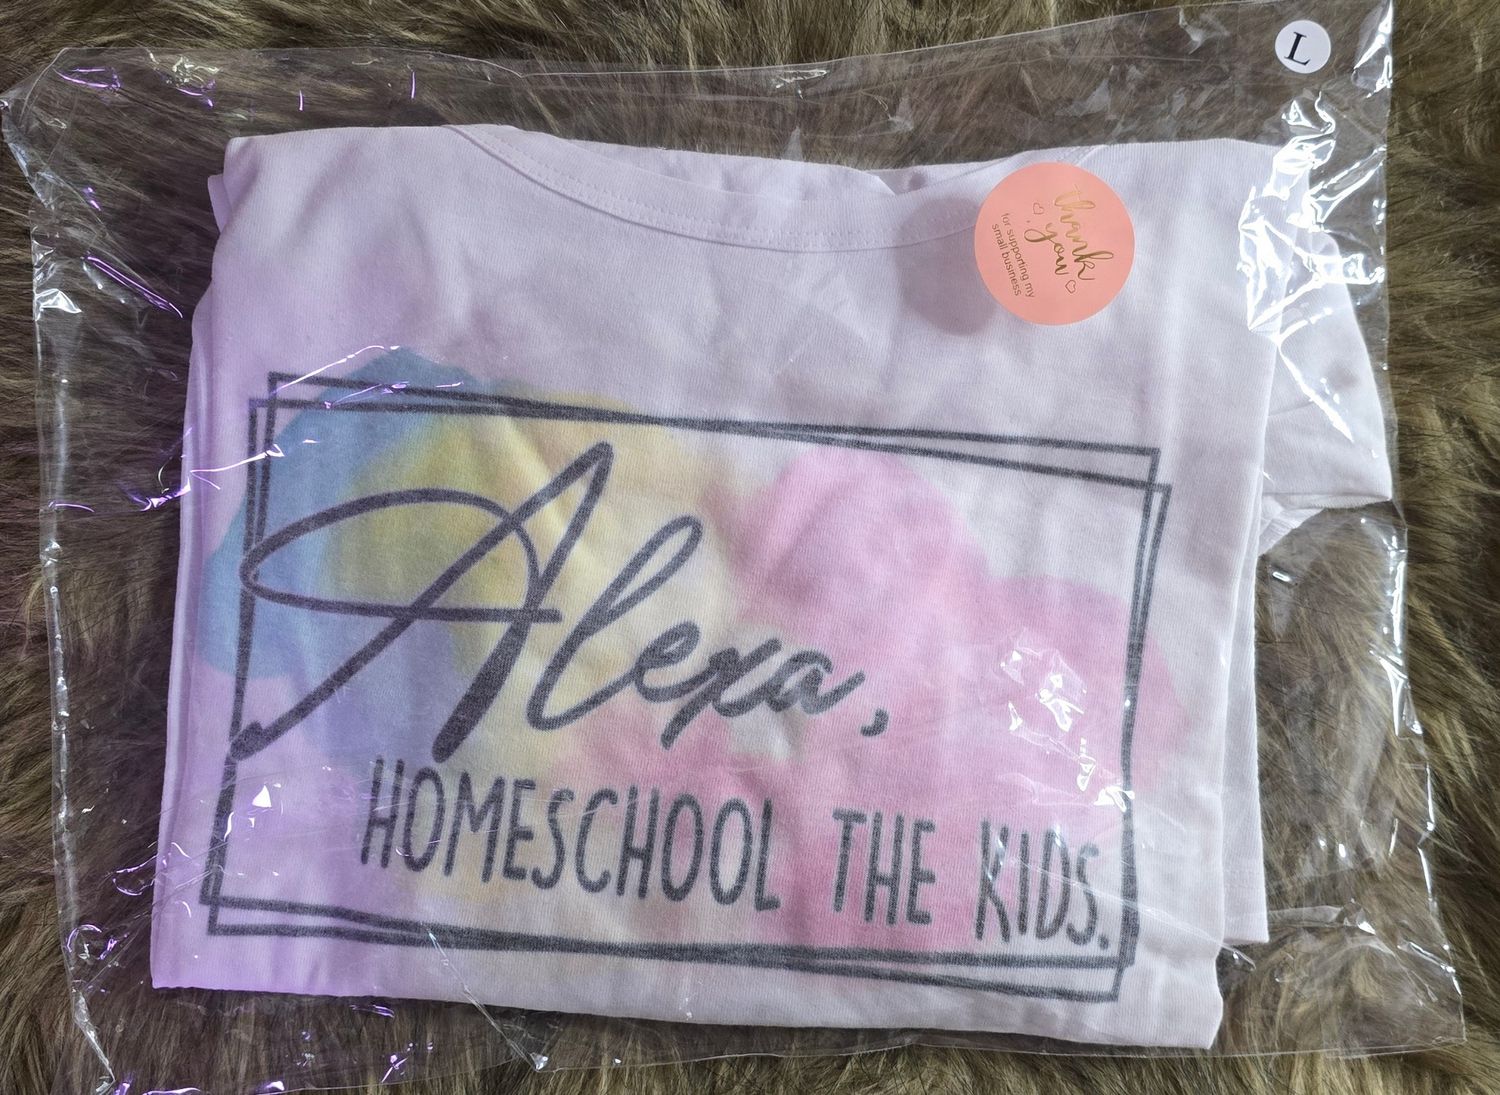 L
thank
you
for supporting my
small business
Alexa,
HOMESCHOOL THE KIDS.